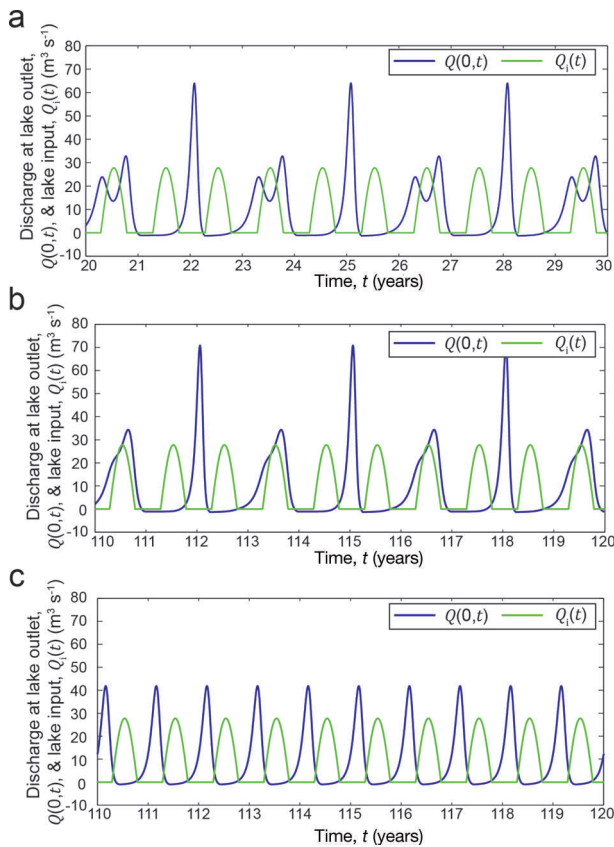 a
80
70
60
50
40
30
20
10
0
-10
Discharge at lake outlet,
Q(0,t), & lake input, Qᵢ(t) (m³ s⁻¹)
Q(0,t) Qᵢ(t)
20 21 22 23 24 25 26 27 28 29 30
Time, t (years)
b
80
70
60
50
40
30
20
10
0
-10
Discharge at lake outlet,
Q(0,t), & lake input, Qᵢ(t) (m³ s⁻¹)
Q(0,t) Qᵢ(t)
110 111 112 113 114 115 116 117 118 119 120
Time, t (years)
c
80
70
60
50
40
30
20
10
0
-10
Discharge at lake outlet,
Q(0,t), & lake input, Qᵢ(t) (m³ s⁻¹)
Q(0,t) Qᵢ(t)
110 111 112 113 114 115 116 117 118 119 120
Time, t (years)